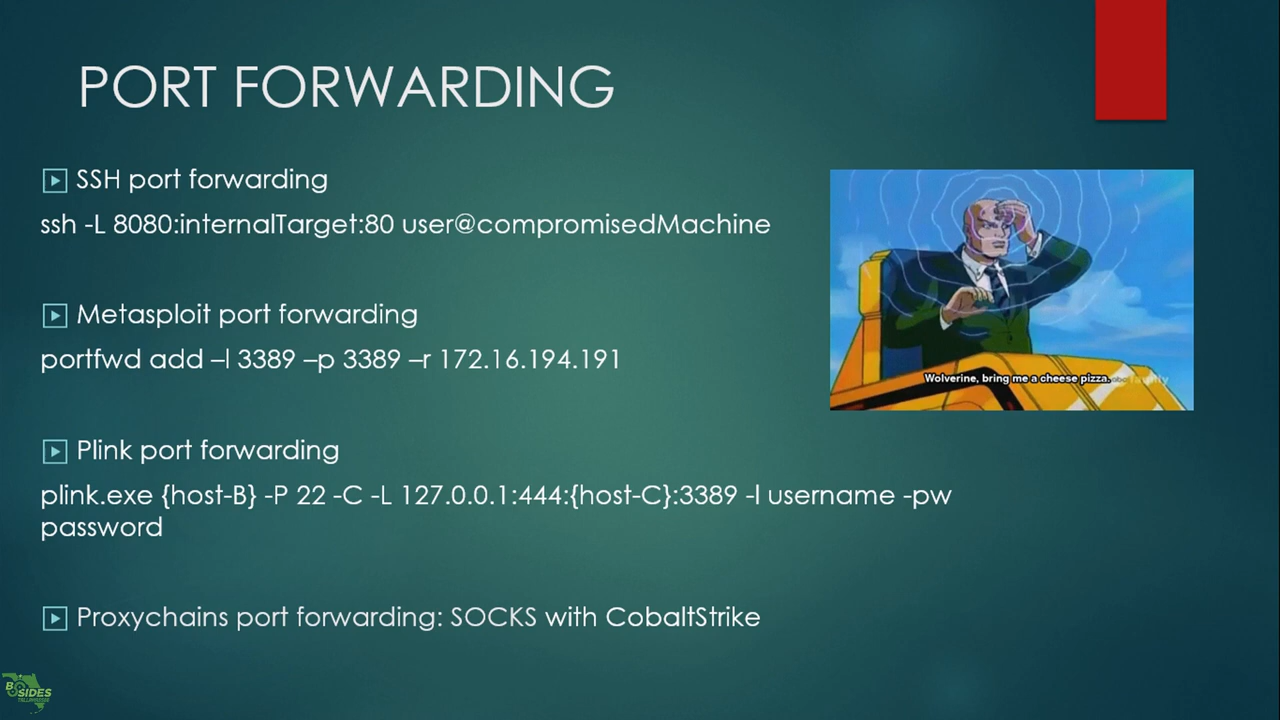 PORT FORWARDING
SSH port forwarding
ssh -L 8080:internalTarget:80 user@compromisedMachine
Metasploit port forwarding
portfwd add –l 3389 –p 3389 –r 172.16.194.191
Plink port forwarding
plink.exe {host-B} -P 22 -C -L 127.0.0.1:444:{host-C}:3389 -l username -pw
password
Proxychains port forwarding: SOCKS with CobaltStrike
Wolverine, bring me a cheese pizza.
BSIDES
TALLAHASSEE